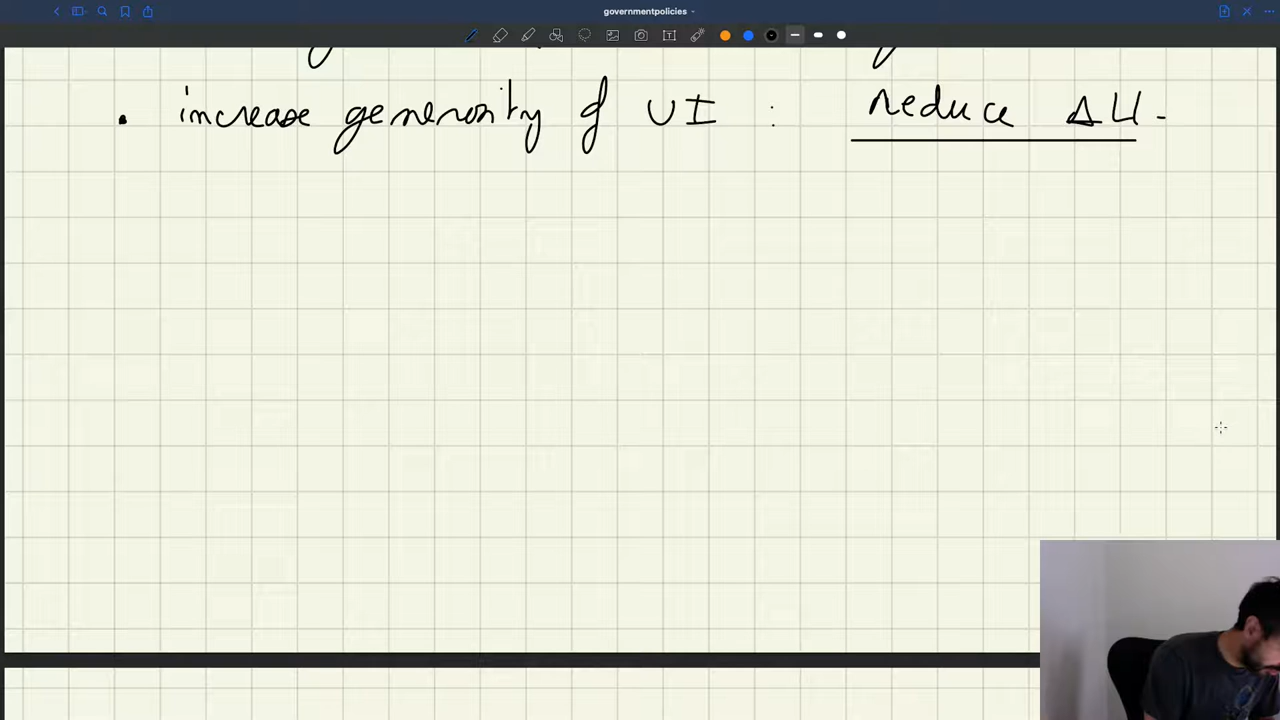 governmentpolicies
• increase generosity of UI : reduce ΔU.